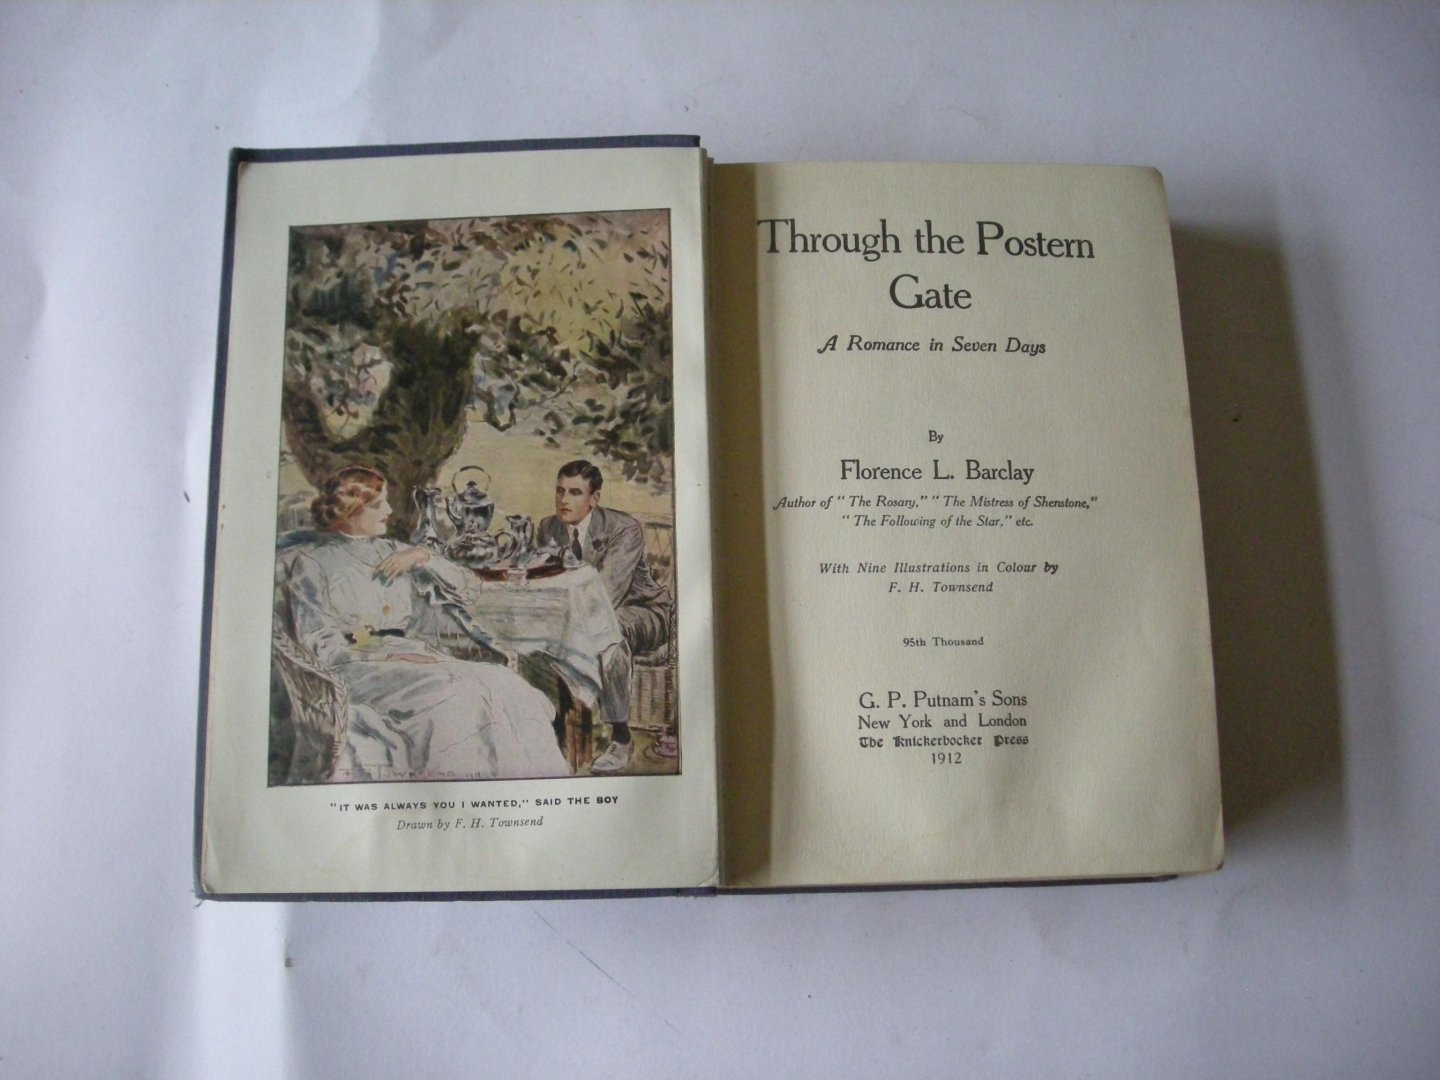 "IT WAS ALWAYS YOU I WANTED," SAID THE BOY
Drawn by F. H. Townsend
Through the Postern
Gate
A Romance in Seven Days
By
Florence L. Barclay
Author of "The Rosary," "The Mistress of Shenstone,"
"The Following of the Star," etc.
With Nine Illustrations in Colour by
F. H. Townsend
95th Thousand
G. P. Putnam's Sons
New York and London
The Knickerbocker Press
1912